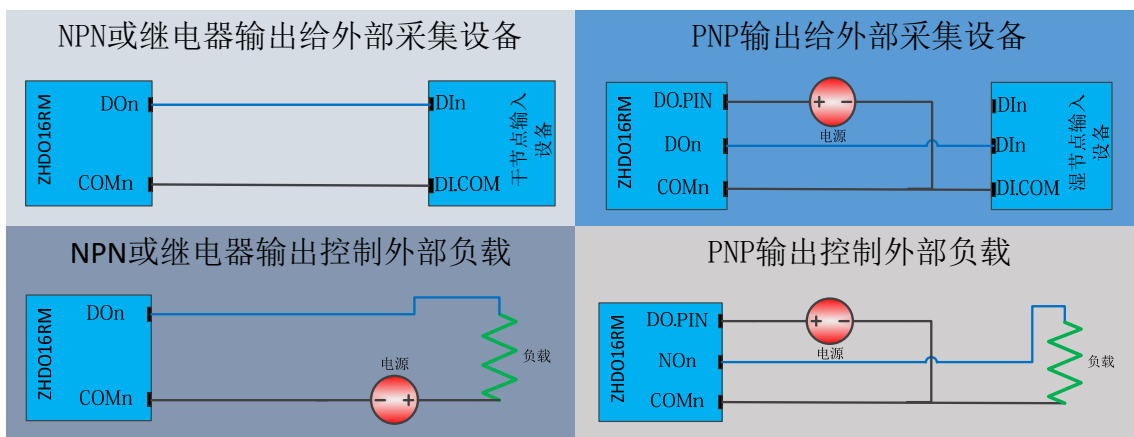 NPN或继电器输出给外部采集设备
ZHDO16RM
DOn
COMn
DIn
DI.COM
干节点输入
设备
PNP输出给外部采集设备
ZHDO16RM
DO.PIN
DOn
COMn
+ -
电源
DIn
DIn
DI.COM
湿节点输入
设备
NPN或继电器输出控制外部负载
ZHDO16RM
DOn
COMn
电源
- +
负载
PNP输出控制外部负载
ZHDO16RM
DO.PIN
NOn
COMn
+ -
电源
负载